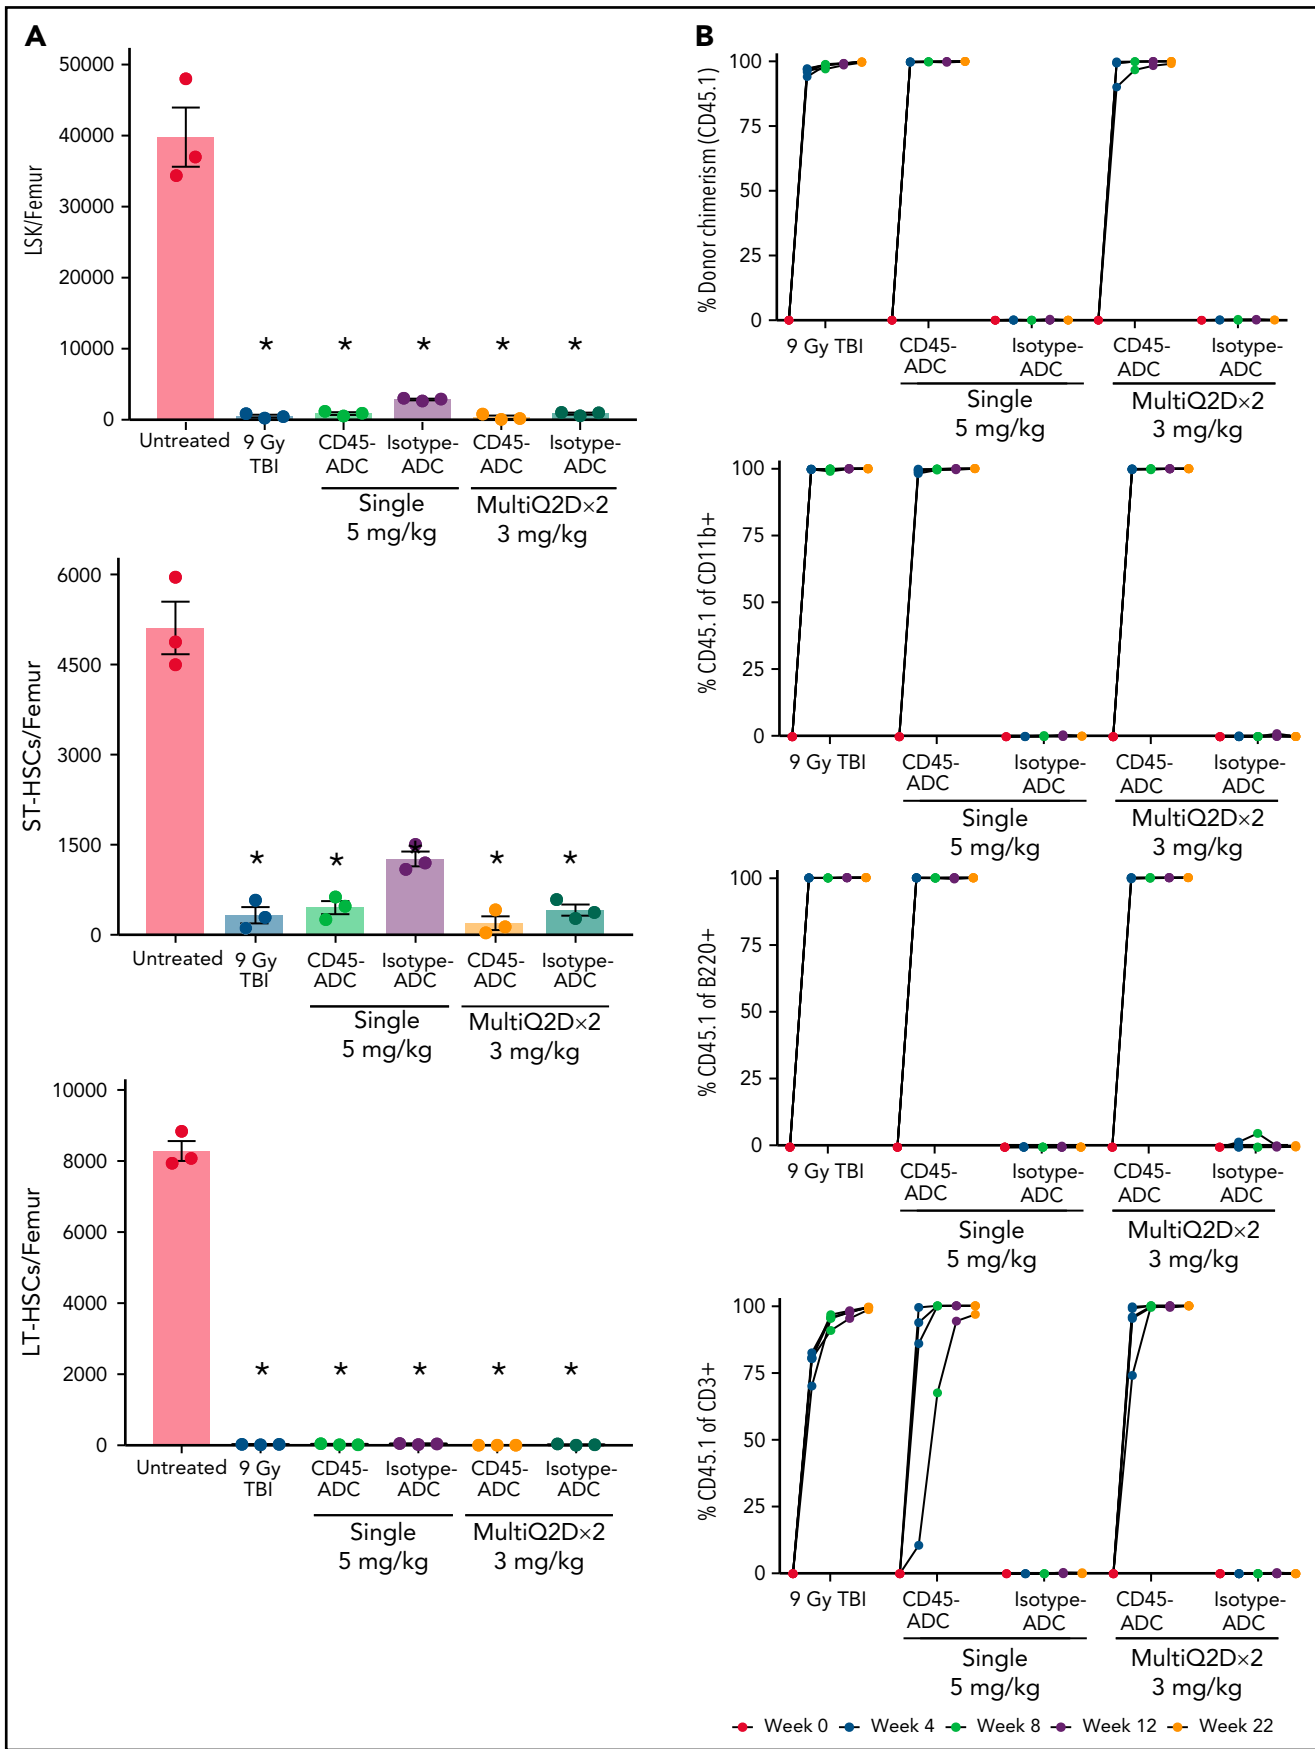 A
50000
40000
30000
20000
10000
0
LSK/Femur
* * * * *
Untreated
9 Gy
TBI
CD45-
ADC
Isotype-
ADC
CD45-
ADC
Isotype-
ADC
Single
5 mg/kg
MultiQ2D×2
3 mg/kg
6000
4500
3000
1500
0
ST-HSCs/Femur
* * * * *
Untreated
9 Gy
TBI
CD45-
ADC
Isotype-
ADC
CD45-
ADC
Isotype-
ADC
Single
5 mg/kg
MultiQ2D×2
3 mg/kg
10000
8000
6000
4000
2000
0
LT-HSCs/Femur
* * * * *
Untreated
9 Gy
TBI
CD45-
ADC
Isotype-
ADC
CD45-
ADC
Isotype-
ADC
Single
5 mg/kg
MultiQ2D×2
3 mg/kg
B
100
75
50
25
0
% Donor chimerism (CD45.1)
9 Gy TBI
CD45-
ADC
Isotype-
ADC
CD45-
ADC
Isotype-
ADC
Single
5 mg/kg
MultiQ2D×2
3 mg/kg
100
75
50
25
0
% CD45.1 of CD11b+
9 Gy TBI
CD45-
ADC
Isotype-
ADC
CD45-
ADC
Isotype-
ADC
Single
5 mg/kg
MultiQ2D×2
3 mg/kg
100
75
50
25
0
% CD45.1 of B220+
9 Gy TBI
CD45-
ADC
Isotype-
ADC
CD45-
ADC
Isotype-
ADC
Single
5 mg/kg
MultiQ2D×2
3 mg/kg
100
75
50
25
0
% CD45.1 of CD3+
9 Gy TBI
CD45-
ADC
Isotype-
ADC
CD45-
ADC
Isotype-
ADC
Single
5 mg/kg
MultiQ2D×2
3 mg/kg
Week 0 Week 4 Week 8 Week 12 Week 22